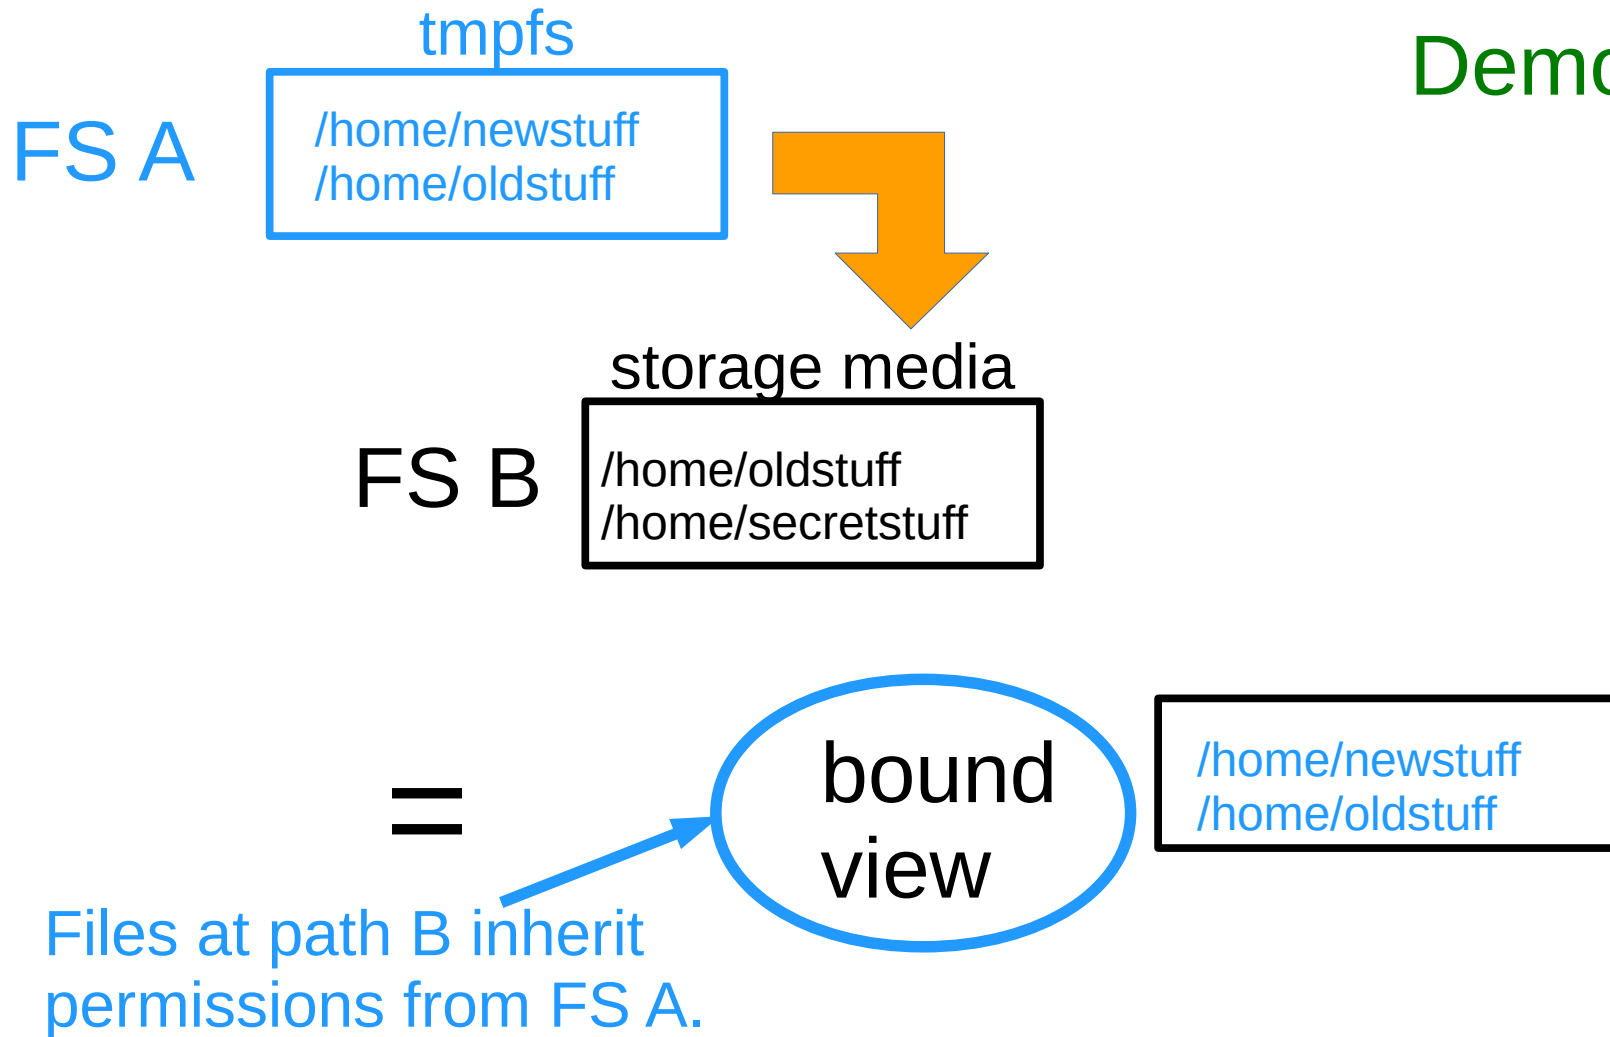 tmpfs
FS A
/home/newstuff
/home/oldstuff
storage media
FS B
/home/oldstuff
/home/secretstuff
=
bound
view
/home/newstuff
/home/oldstuff
Files at path B inherit
permissions from FS A.